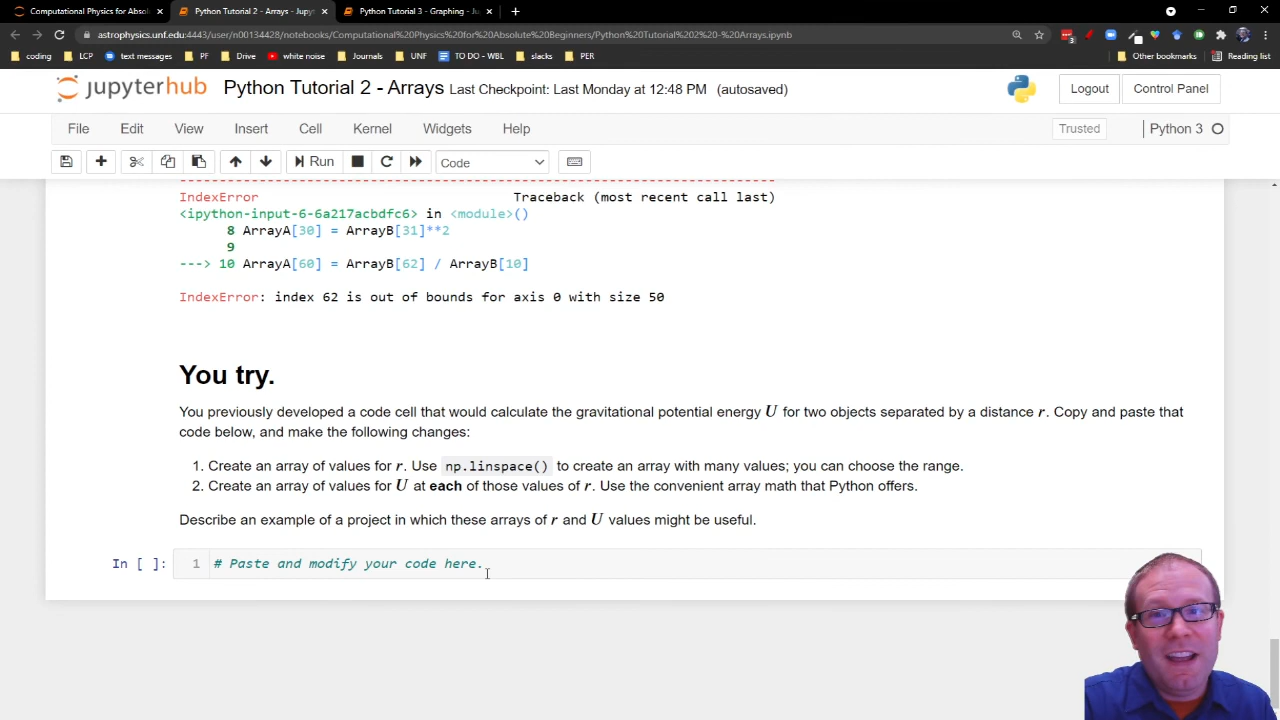 Computational Physics for Absol
Python Tutorial 2 - Arrays - Jupyt
Python Tutorial 3 - Graphing - Ju
astrophysics.unf.edu:4443/user/n00134428/notebooks/Computational%20Physics%20for%20Absolute%20Beginners/Python%20Tutorial%202%20-%20Arrays.ipynb
3
coding LCP text messages PF Drive white noise Journals UNF TO DO - WBL slacks PER Other bookmarks Reading list
jupyterhub Python Tutorial 2 - Arrays Last Checkpoint: Last Monday at 12:48 PM (autosaved) Logout Control Panel
File Edit View Insert Cell Kernel Widgets Help Trusted Python 3
Run Code
IndexError Traceback (most recent call last)
<ipython-input-6-6a217acbdfc6> in <module>()
8 ArrayA[30] = ArrayB[31]**2
9
---> 10 ArrayA[60] = ArrayB[62] / ArrayB[10]
IndexError: index 62 is out of bounds for axis 0 with size 50
You try.
You previously developed a code cell that would calculate the gravitational potential energy U for two objects separated by a distance r. Copy and paste that
code below, and make the following changes:
1. Create an array of values for r. Use np.linspace() to create an array with many values; you can choose the range.
2. Create an array of values for U at each of those values of r. Use the convenient array math that Python offers.
Describe an example of a project in which these arrays of r and U values might be useful.
In [ ]: 1 # Paste and modify your code here.